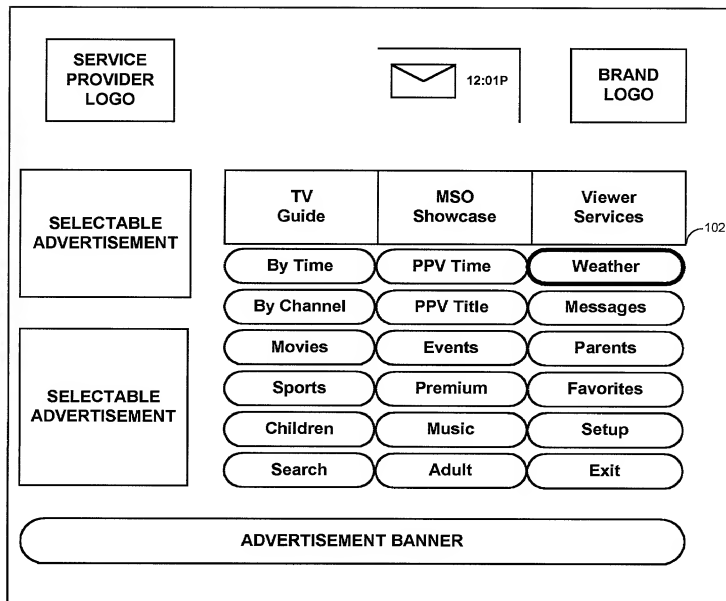 SERVICE
PROVIDER
LOGO
12:01P
BRAND
LOGO
SELECTABLE
ADVERTISEMENT
SELECTABLE
ADVERTISEMENT
TV
Guide
MSO
Showcase
Viewer
Services
102
By Time
PPV Time
Weather
By Channel
PPV Title
Messages
Movies
Events
Parents
Sports
Premium
Favorites
Children
Music
Setup
Search
Adult
Exit
ADVERTISEMENT BANNER